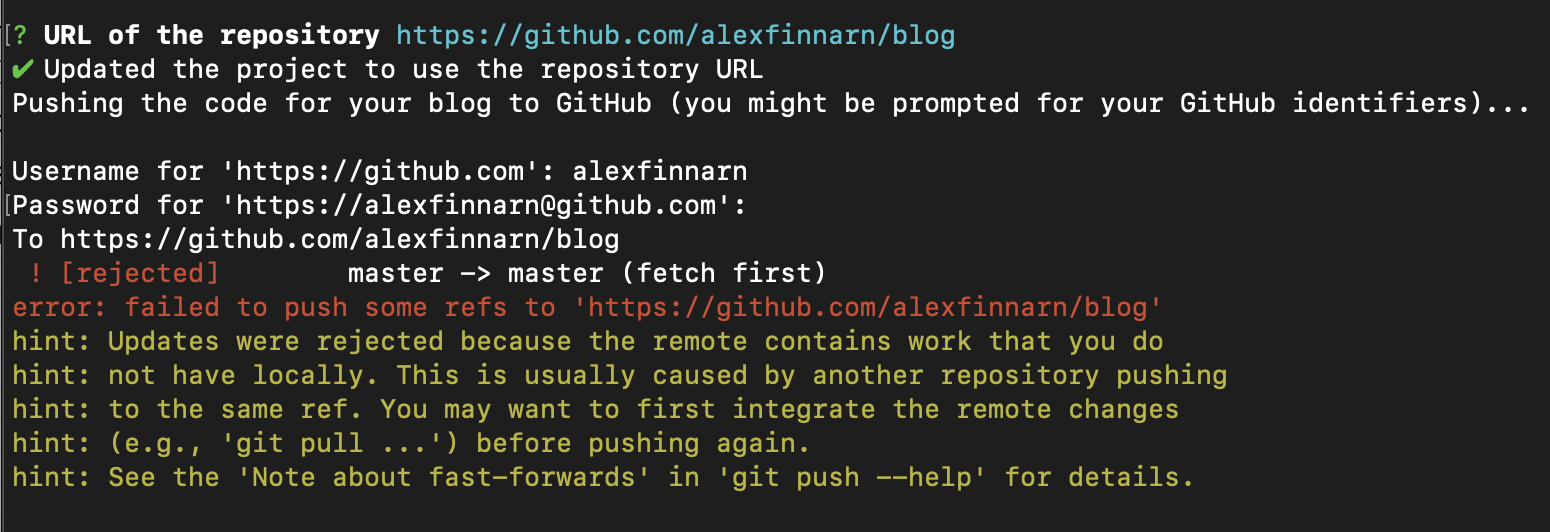 ? URL of the repository https://github.com/alexfinnarn/blog
✔ Updated the project to use the repository URL
Pushing the code for your blog to GitHub (you might be prompted for your GitHub identifiers)...
Username for 'https://github.com': alexfinnarn
Password for 'https://alexfinnarn@github.com':
To https://github.com/alexfinnarn/blog
! [rejected] master -> master (fetch first)
error: failed to push some refs to 'https://github.com/alexfinnarn/blog'
hint: Updates were rejected because the remote contains work that you do
hint: not have locally. This is usually caused by another repository pushing
hint: to the same ref. You may want to first integrate the remote changes
hint: (e.g., 'git pull ...') before pushing again.
hint: See the 'Note about fast-forwards' in 'git push --help' for details.